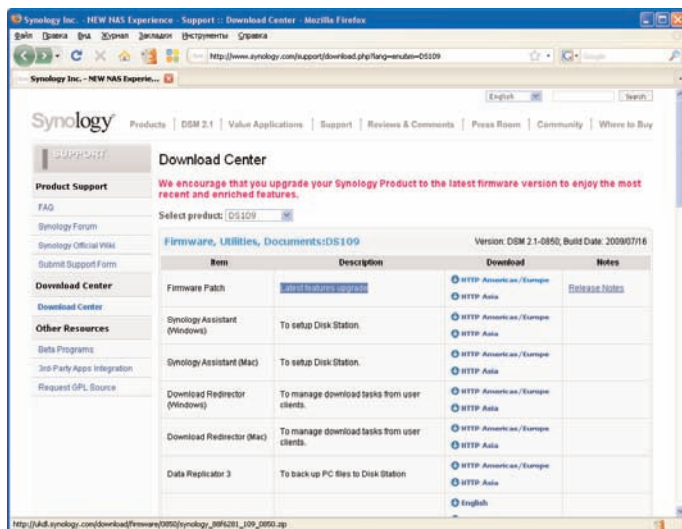 Synology Inc. - NEW NAS Experience - Support :: Download Center - Mozilla Firefox
Файл Правка Вид Журнал Закладки Инструменты Справка
http://www.synology.com/support/download.php?lang=enu&m=DS109
Google
Synology Inc. - NEW NAS Experie...
English
Search
Synology
Products | DSM 2.1 | Value Applications | Support | Reviews & Comments | Press Room | Community | Where to Buy
SUPPORT
Product Support
FAQ
Synology Forum
Synology Official Wiki
Submit Support Form
Download Center
Download Center
Other Resources
Beta Programs
3rd-Party Apps Integration
Request GPL Source
Download Center
We encourage that you upgrade your Synology Product to the latest firmware version to enjoy the most
recent and enriched features.
Select product: DS109
Firmware, Utilities, Documents:DS109 Version: DSM 2.1-0850; Build Date: 2009/07/16
Item Description Download Notes
Firmware Patch Latest features upgrade HTTP Americas/Europe Release Notes
HTTP Asia
Synology Assistant (Windows) To setup Disk Station. HTTP Americas/Europe
HTTP Asia
Synology Assistant (Mac) To setup Disk Station. HTTP Americas/Europe
HTTP Asia
Download Redirector (Windows) To manage download tasks from user clients. HTTP Americas/Europe
HTTP Asia
Download Redirector (Mac) To manage download tasks from user clients. HTTP Americas/Europe
HTTP Asia
Data Replicator 3 To back up PC files to Disk Station HTTP Americas/Europe
HTTP Asia
English
http://ukdl.synology.com/download/firmware/0850/synology_88f6281_109_0850.zip